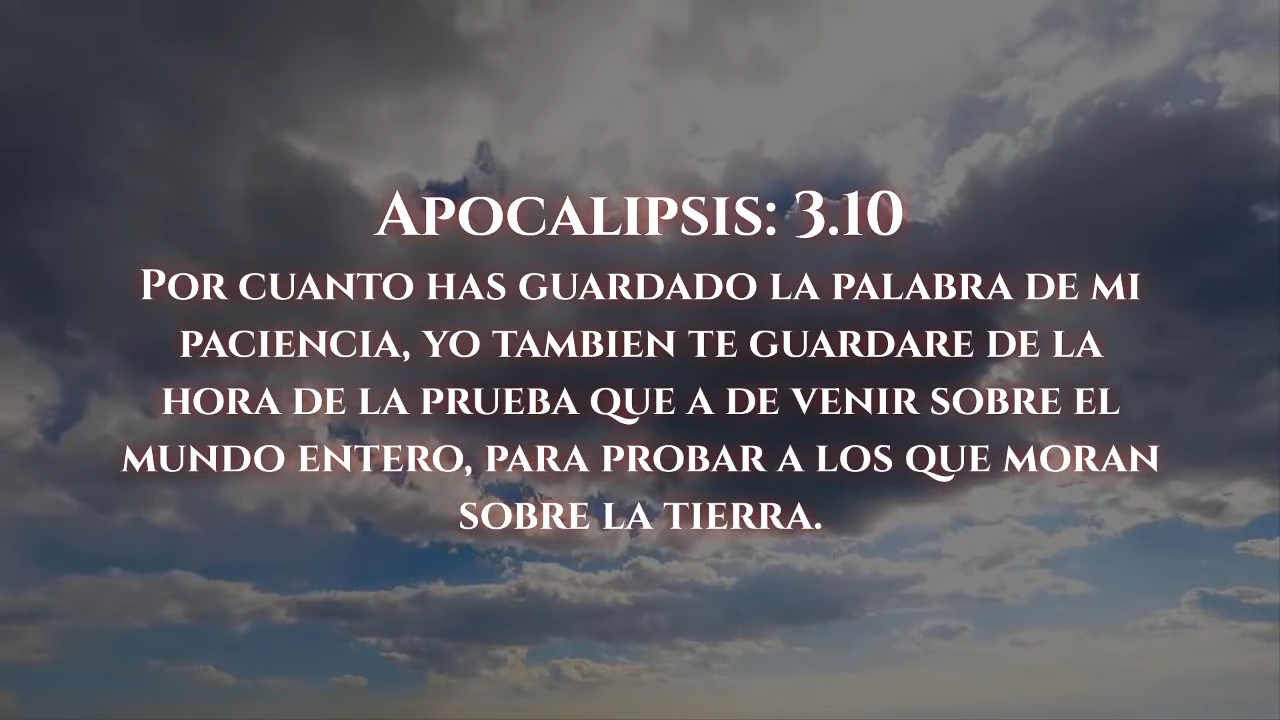 Apocalipsis: 3.10
Por cuanto has guardado la palabra de mi
paciencia, yo tambien te guardare de la
hora de la prueba que a de venir sobre el
mundo entero, para probar a los que moran
sobre la tierra.